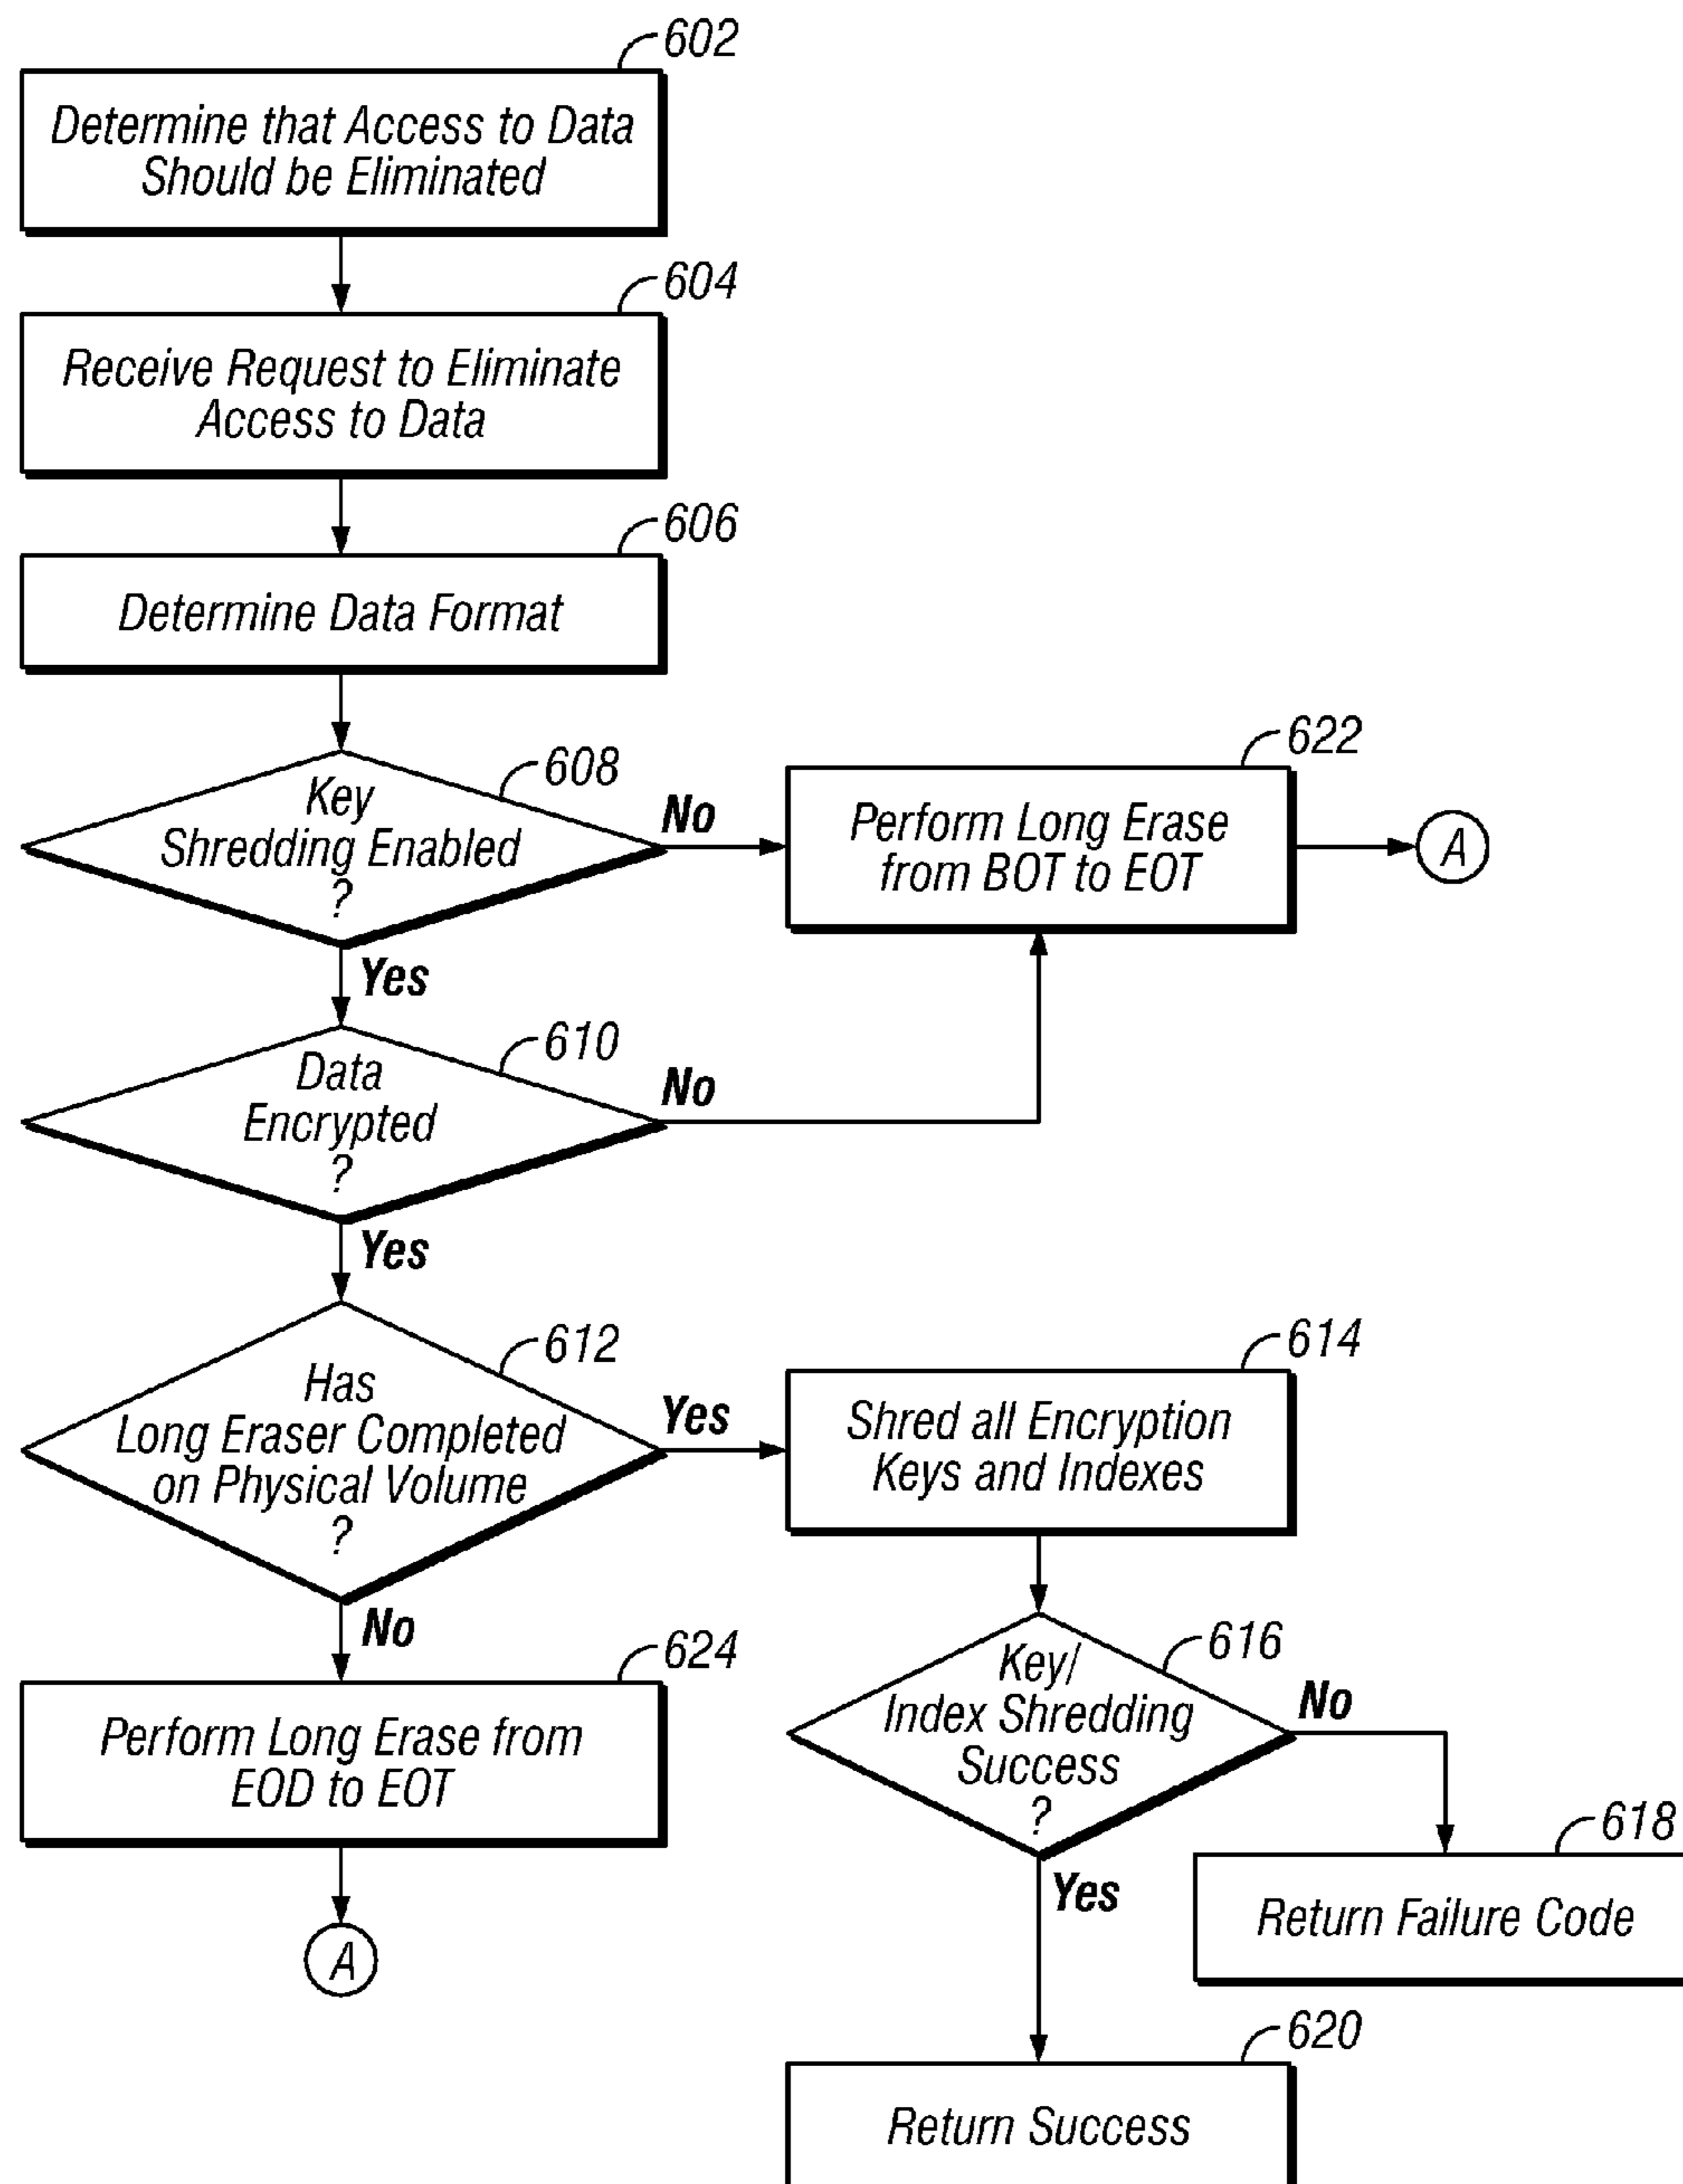 602
Determine that Access to Data
Should be Eliminated
604
Receive Request to Eliminate
Access to Data
606
Determine Data Format
608
Key
Shredding Enabled
?
No
622
Perform Long Erase
from BOT to EOT
A
Yes
610
Data
Encrypted
?
No
Yes
612
Has
Long Eraser Completed
on Physical Volume
?
Yes
614
Shred all Encryption
Keys and Indexes
No
624
Perform Long Erase from
EOD to EOT
A
616
Key/
Index Shredding
Success
?
No
618
Return Failure Code
Yes
620
Return Success